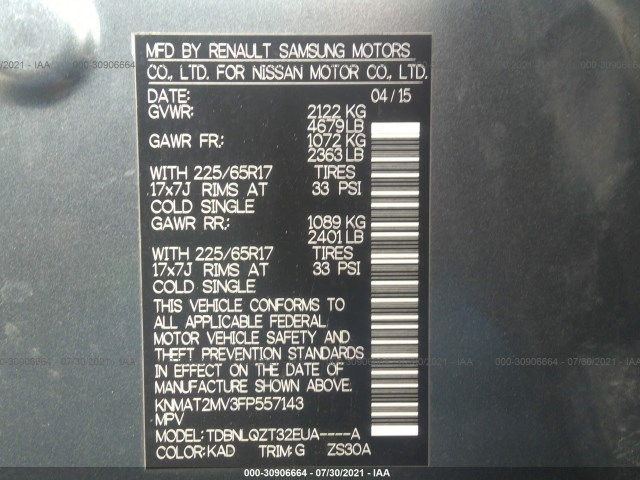 MFD BY RENAULT SAMSUNG MOTORS
CO., LTD. FOR NISSAN MOTOR CO., LTD.
DATE: 04/15
GVWR: 2122 KG
4679 LB
GAWR FR: 1072 KG
2363 LB
WITH 225/65R17 TIRES
17x7J RIMS AT 33 PSI
COLD SINGLE
GAWR RR: 1089 KG
2401 LB
WITH 225/65R17 TIRES
17x7J RIMS AT 33 PSI
COLD SINGLE
THIS VEHICLE CONFORMS TO
ALL APPLICABLE FEDERAL
MOTOR VEHICLE SAFETY AND
THEFT PREVENTION STANDARDS
IN EFFECT ON THE DATE OF
MANUFACTURE SHOWN ABOVE.
KNMAT2MV3FP557143
MPV
MODEL: TDBNLQZT32EUA----A
COLOR: KAD TRIM: G ZS30A
000-30906664 / 07/30/2021 - IAA